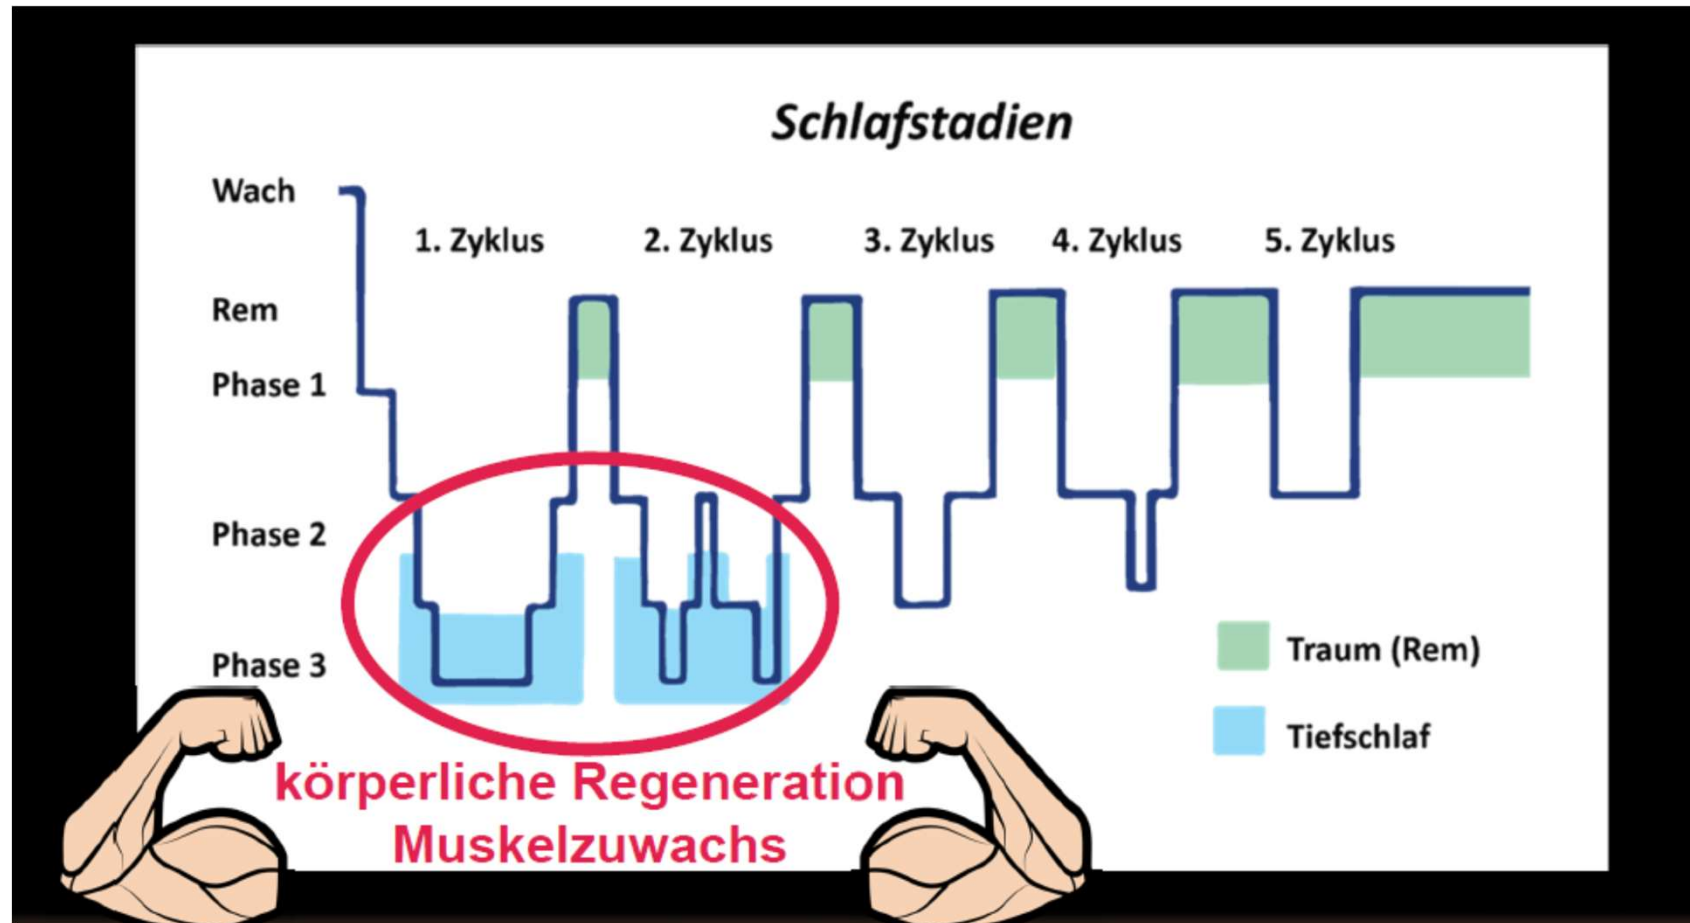 Schlafstadien
Wach
1. Zyklus
2. Zyklus
3. Zyklus
4. Zyklus
5. Zyklus
Rem
Phase 1
Phase 2
Phase 3
Traum (Rem)
Tiefschlaf
körperliche Regeneration
Muskelzuwachs